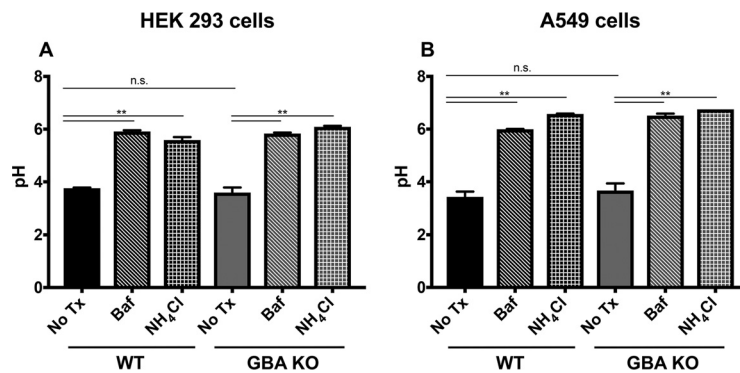 HEK 293 cells
A
n.s.
**
**
8
6
4
2
0
pH
No Tx
Baf
NH₄Cl
No Tx
Baf
NH₄Cl
WT
GBA KO
A549 cells
B
n.s.
**
**
8
6
4
2
0
pH
No Tx
Baf
NH₄Cl
No Tx
Baf
NH₄Cl
WT
GBA KO